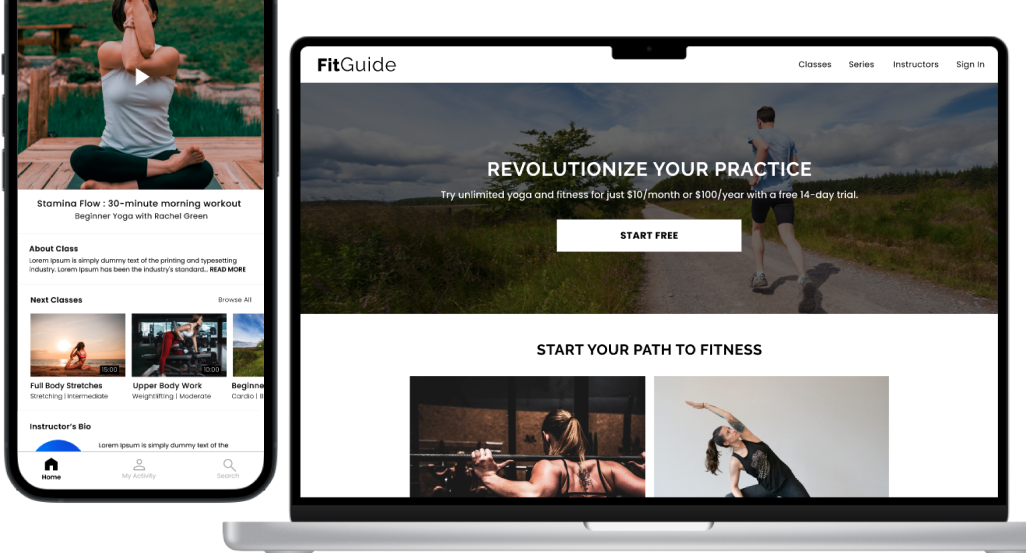 Stamina Flow : 30-minute morning workout
Beginner Yoga with Rachel Green
About Class
Lorem Ipsum is simply dummy text of the printing and typesetting
industry. Lorem Ipsum has been the industry's standard... READ MORE
Next Classes
Browse All
15:00
10:00
Full Body Stretches
Upper Body Work
Beginne
Stretching | Intermediate
Weightlifting | Moderate
Cardio | B
Instructor's Bio
Lorem Ipsum is simply dummy text of the
Home
My Activity
Search
FitGuide
Classes
Series
Instructors
Sign In
REVOLUTIONIZE YOUR PRACTICE
Try unlimited yoga and fitness for just $10/month or $100/year with a free 14-day trial.
START FREE
START YOUR PATH TO FITNESS